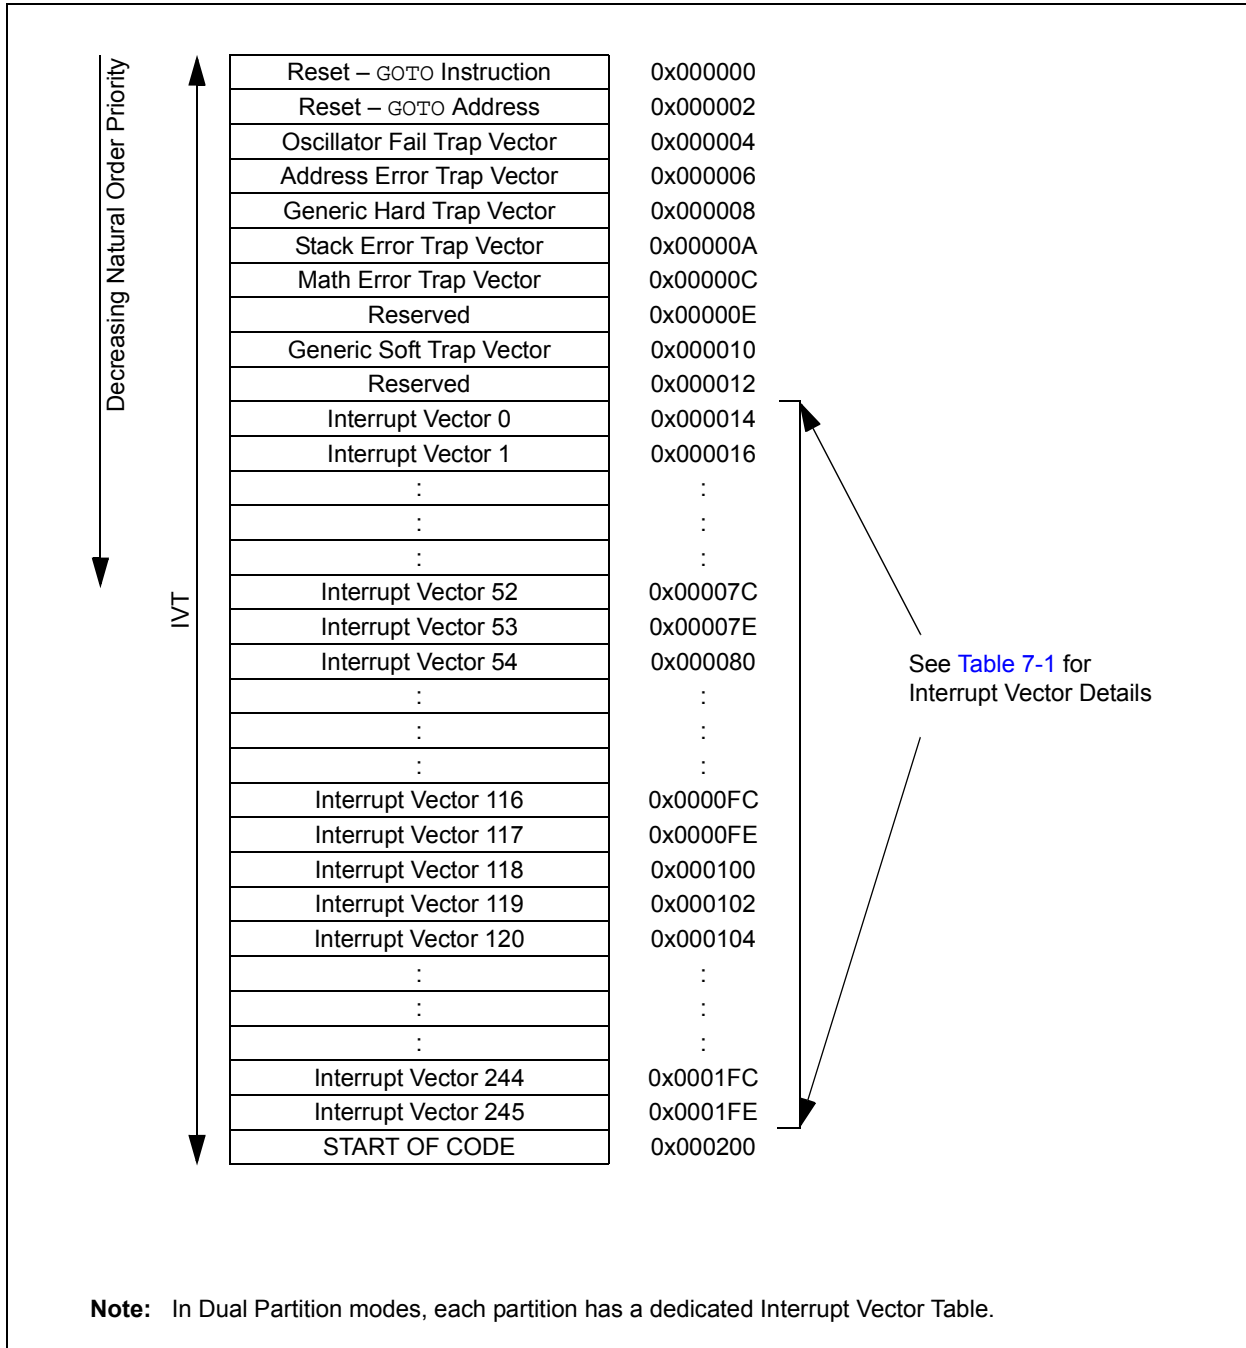 Decreasing Natural Order Priority
IVT
Reset – GOTO Instruction 0x000000
Reset – GOTO Address 0x000002
Oscillator Fail Trap Vector 0x000004
Address Error Trap Vector 0x000006
Generic Hard Trap Vector 0x000008
Stack Error Trap Vector 0x00000A
Math Error Trap Vector 0x00000C
Reserved 0x00000E
Generic Soft Trap Vector 0x000010
Reserved 0x000012
Interrupt Vector 0 0x000014
Interrupt Vector 1 0x000016
: :
: :
: :
Interrupt Vector 52 0x00007C
Interrupt Vector 53 0x00007E
Interrupt Vector 54 0x000080
: :
: :
: :
Interrupt Vector 116 0x0000FC
Interrupt Vector 117 0x0000FE
Interrupt Vector 118 0x000100
Interrupt Vector 119 0x000102
Interrupt Vector 120 0x000104
: :
: :
: :
Interrupt Vector 244 0x0001FC
Interrupt Vector 245 0x0001FE
START OF CODE 0x000200
See Table 7-1 for
Interrupt Vector Details
Note: In Dual Partition modes, each partition has a dedicated Interrupt Vector Table.